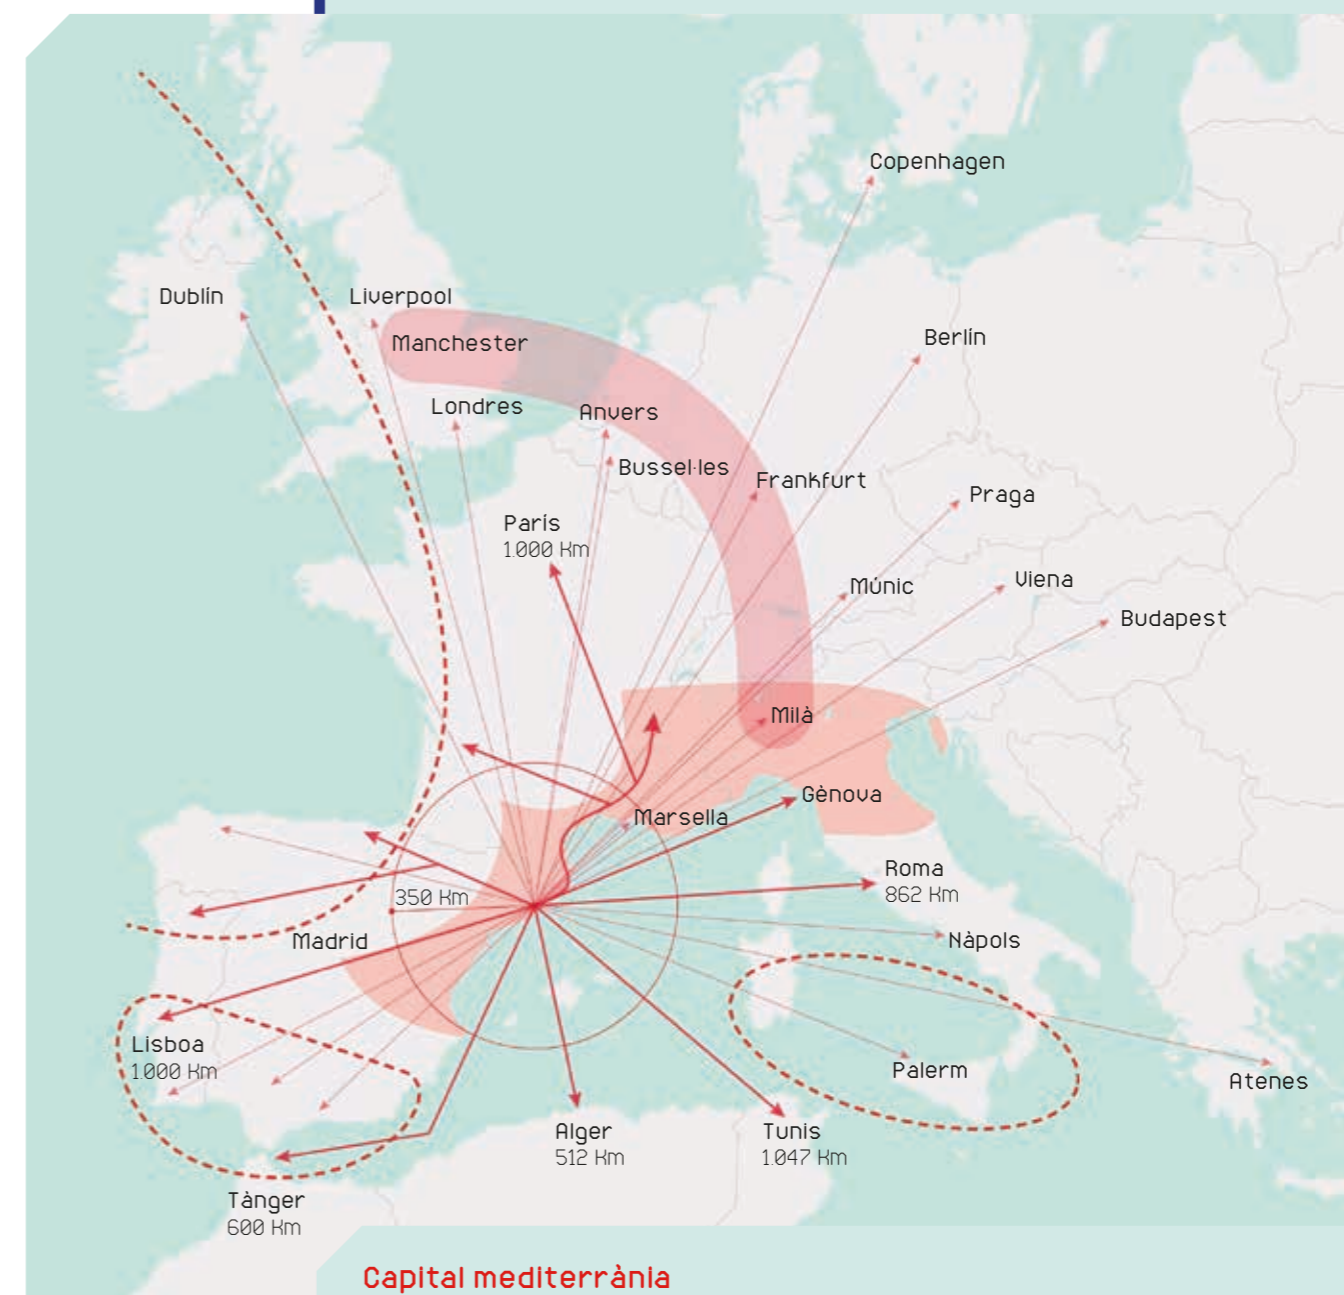 Copenhagen
Dublín
Liverpool
Manchester
Berlín
Londres
Anvers
Bussel·les
Frankfurt
Praga
París
1.000 Km
Múnic
Viena
Budapest
Milà
Gènova
Marsella
Roma
862 Km
350 Km
Madrid
Nàpols
Lisboa
1.000 Km
Palerm
Atenes
Alger
512 Km
Tunis
1.047 Km
Tànger
600 Km
Capital mediterrània